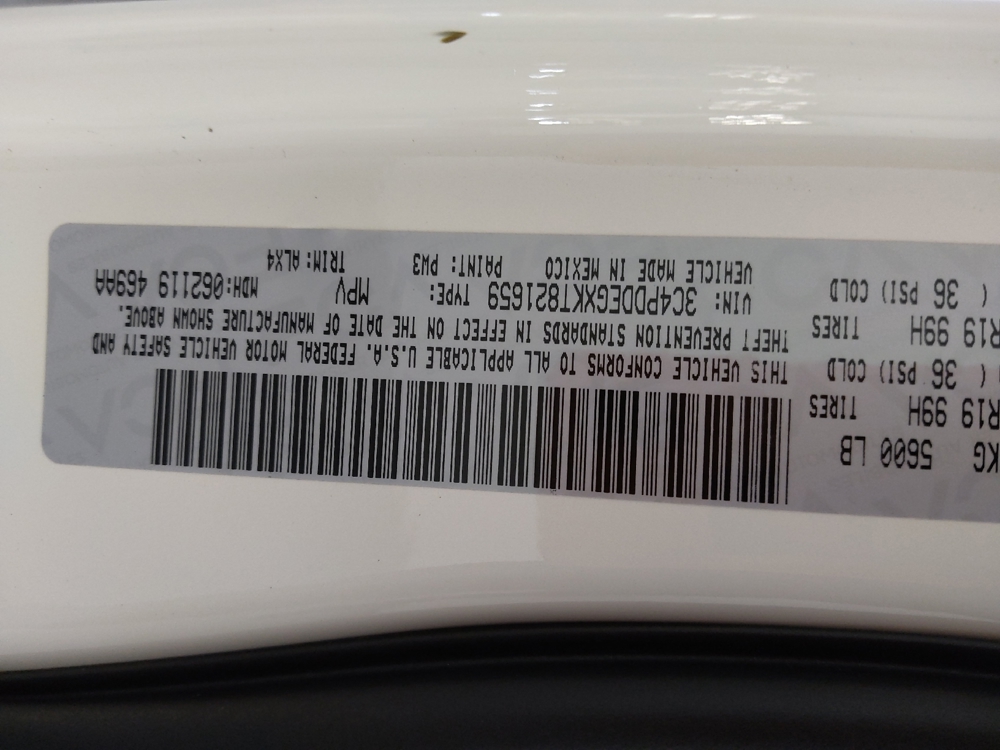 KG 5600 LB
R19 99H TIRES
( 36 PSI) COLD
R19 99H TIRES
( 36 PSI) COLD
THIS VEHICLE CONFORMS TO ALL APPLICABLE U.S.A. FEDERAL MOTOR VEHICLE SAFETY AND
THEFT PREVENTION STANDARDS IN EFFECT ON THE DATE OF MANUFACTURE SHOWN ABOVE.
VIN: 3C4PDDEGXKT821659 TYPE: MPV MDH:062119 469AA
VEHICLE MADE IN MEXICO PAINT: PW3 TRIM: ALX4